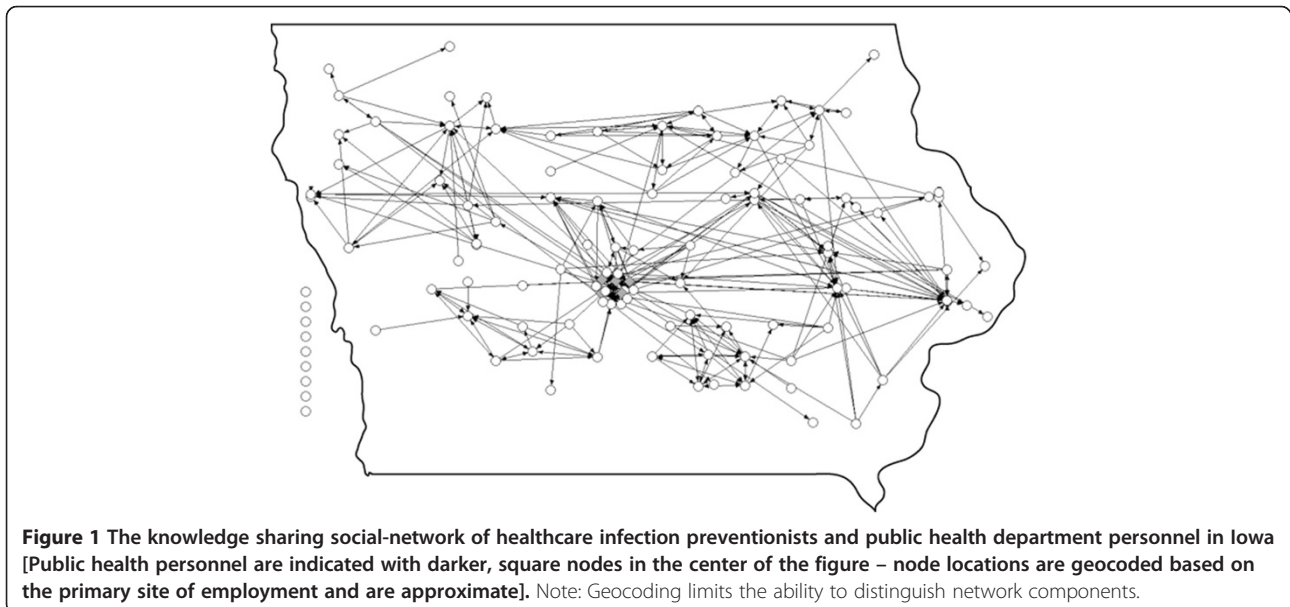 Figure 1 The knowledge sharing social-network of healthcare infection preventionists and public health department personnel in Iowa
[Public health personnel are indicated with darker, square nodes in the center of the figure – node locations are geocoded based on
the primary site of employment and are approximate]. Note: Geocoding limits the ability to distinguish network components.